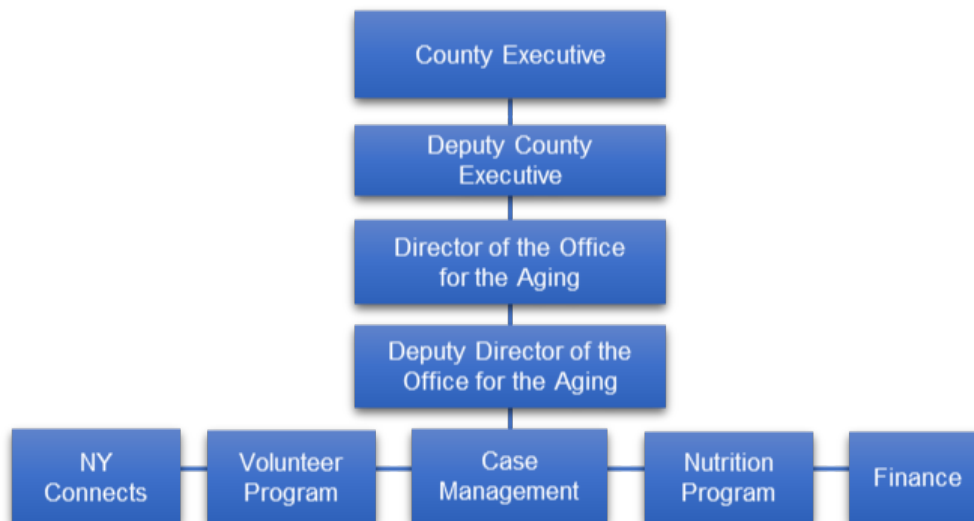 County Executive
Deputy County
Executive
Director of the Office
for the Aging
Deputy Director of the
Office for the Aging
NY
Connects
Volunteer
Program
Case
Management
Nutrition
Program
Finance